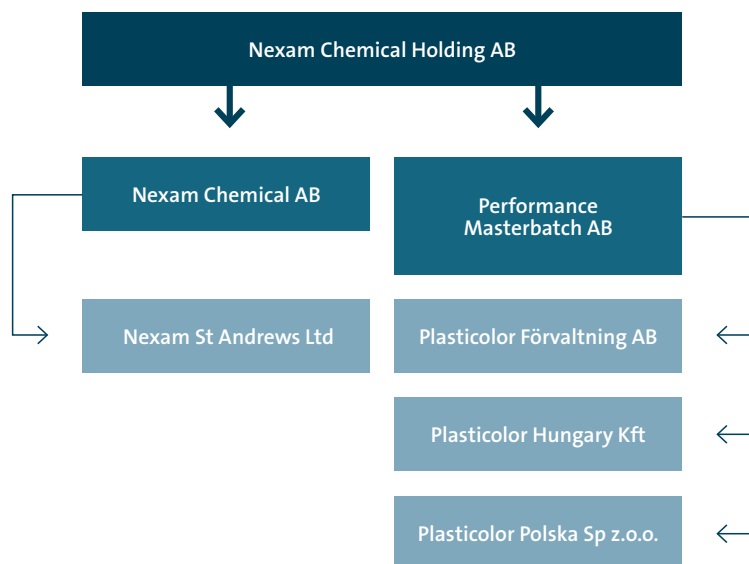 Nexam Chemical Holding AB
Nexam Chemical AB
Performance
Masterbatch AB
Nexam St Andrews Ltd
Plasticolor Förvaltning AB
Plasticolor Hungary Kft
Plasticolor Polska Sp z.o.o.